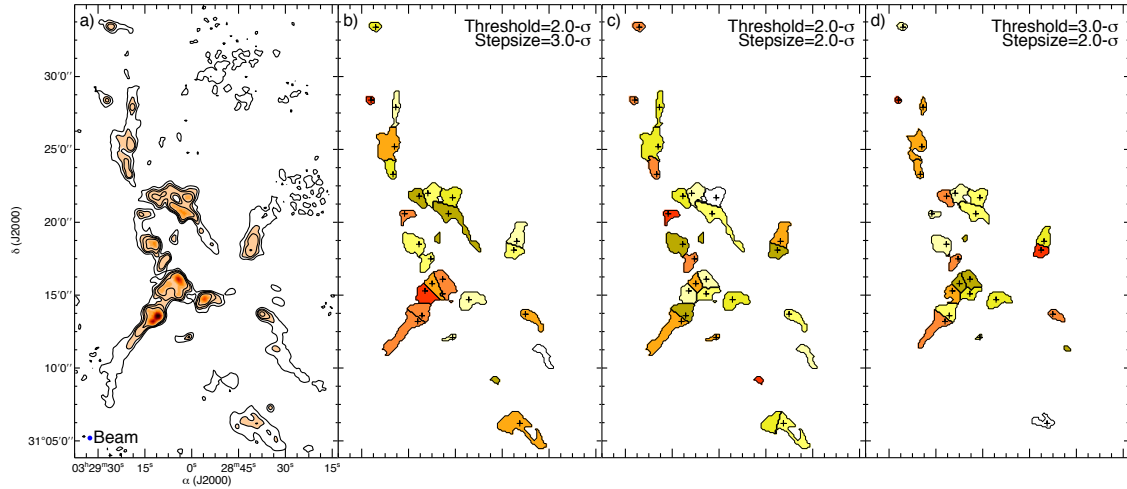 a)
b)
Threshold=2.0-σ
Stepsize=3.0-σ
c)
Threshold=2.0-σ
Stepsize=2.0-σ
d)
Threshold=3.0-σ
Stepsize=2.0-σ
30′0′′
25′0′′
20′0′′
15′0′′
10′0′′
31°05′0′′
δ (J2000)
Beam
03ʰ29ᵐ30ˢ 15ˢ 0ˢ 28ᵐ45ˢ 30ˢ 15ˢ
α (J2000)